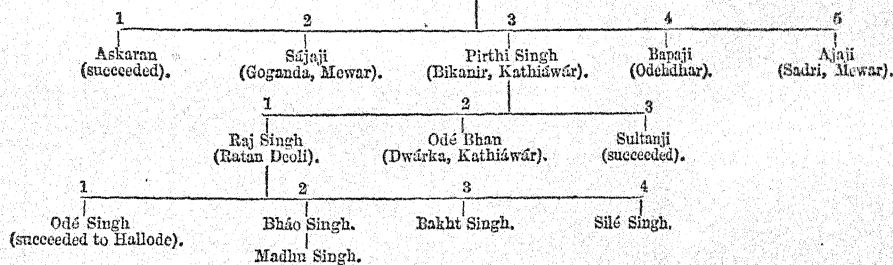 1 2 3 4 5
Askaran Sájaji Pirthi Singh Bapaji Ajaji
(succeeded). (Goganda, Mewar). (Bikanir, Kathiáwár). (Odehdhar). (Sadri, Mewar).
1 2 3
Raj Singh Odé Bhan Sultanji
(Ratan Deoli). (Dwárka, Kathiáwár). (succeeded).
1 2 3 4
Odé Singh Bháo Singh. Bakht Singh. Silé Singh.
(succeeded to Hallode).
Madhu Singh.